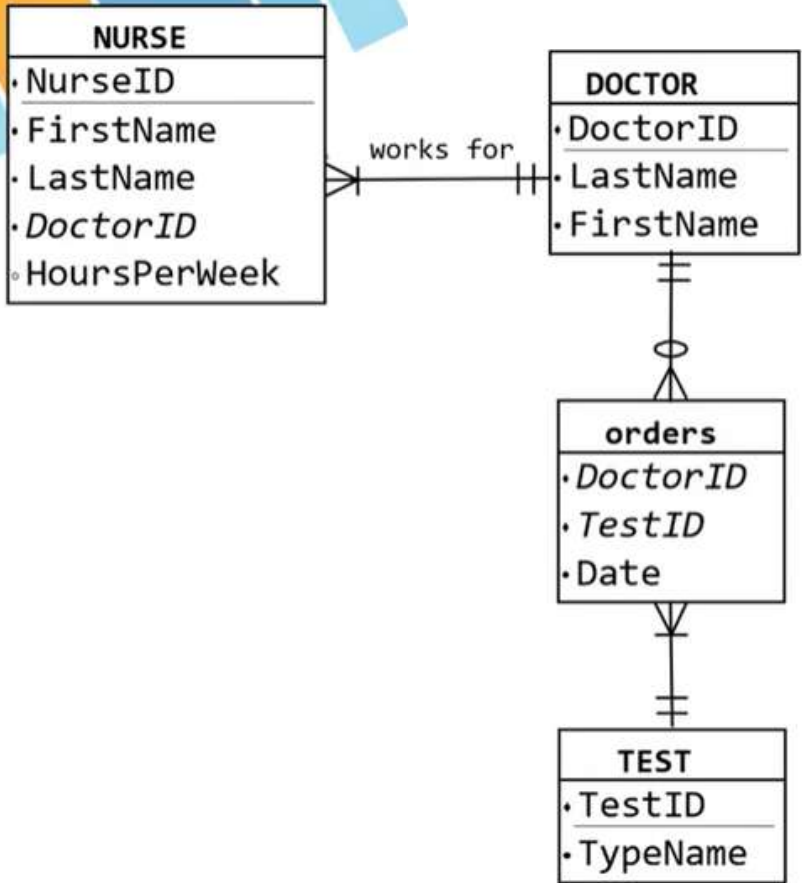 NURSE
NurseID
FirstName
LastName
DoctorID
HoursPerWeek
works for
DOCTOR
DoctorID
LastName
FirstName
orders
DoctorID
TestID
Date
TEST
TestID
TypeName